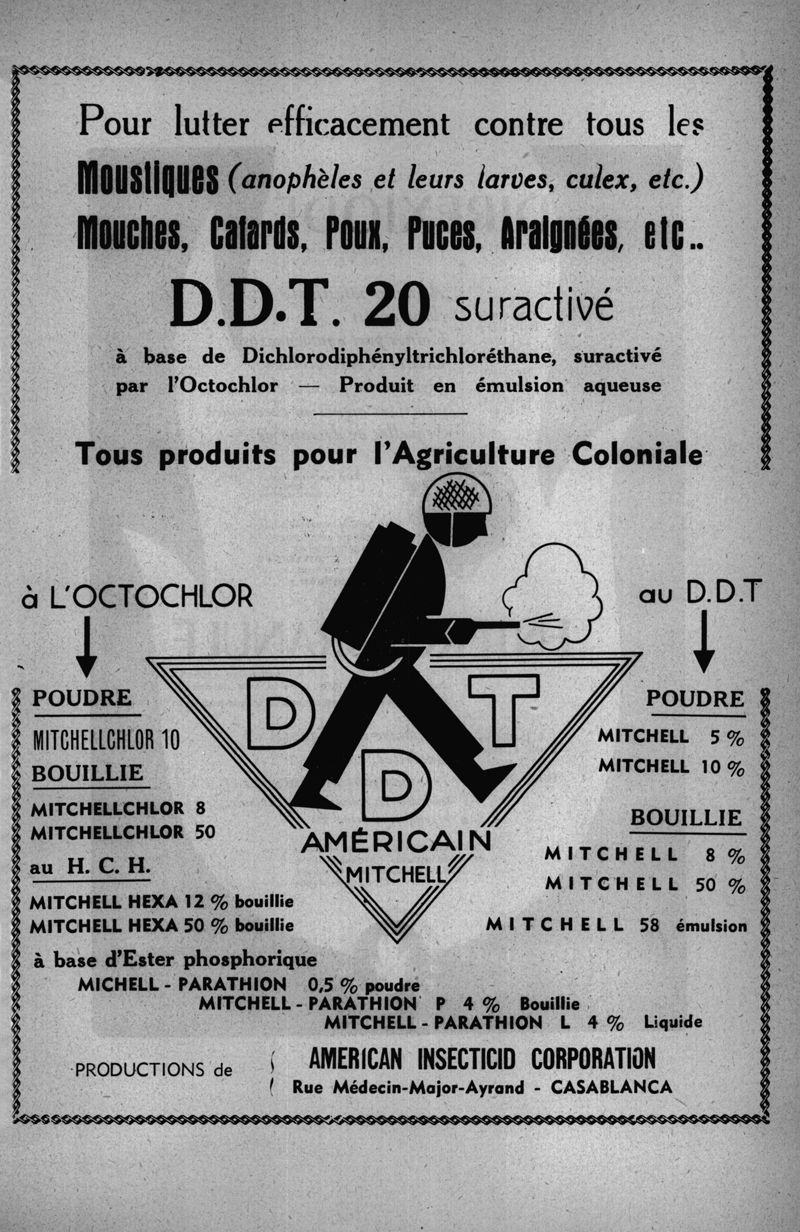 Pour lutter efficacement contre tous les
Moustiques (anophèles et leurs larves, culex, etc.)
Mouches, Cafards, Poux, Puces, Araignées, etc..
D.D.T. 20 suractivé
à base de Dichlorodiphényltrichloréthane, suractivé
par l'Octochlor — Produit en émulsion aqueuse
Tous produits pour l'Agriculture Coloniale
à L'OCTOCHLOR
POUDRE
MITCHELLCHLOR 10
BOUILLIE
MITCHELLCHLOR 8
MITCHELLCHLOR 50
au H. C. H.
MITCHELL HEXA 12 % bouillie
MITCHELL HEXA 50 % bouillie
D D T
AMÉRICAIN
MITCHELL
au D.D.T
POUDRE
MITCHELL 5 %
MITCHELL 10 %
BOUILLIE
MITCHELL 8 %
MITCHELL 50 %
MITCHELL 58 émulsion
à base d'Ester phosphorique
MICHELL - PARATHION 0,5 % poudre
MITCHELL - PARATHION P 4 % Bouillie
MITCHELL - PARATHION L 4 % Liquide
PRODUCTIONS de
AMERICAN INSECTICID CORPORATION
Rue Médecin-Major-Ayrand - CASABLANCA